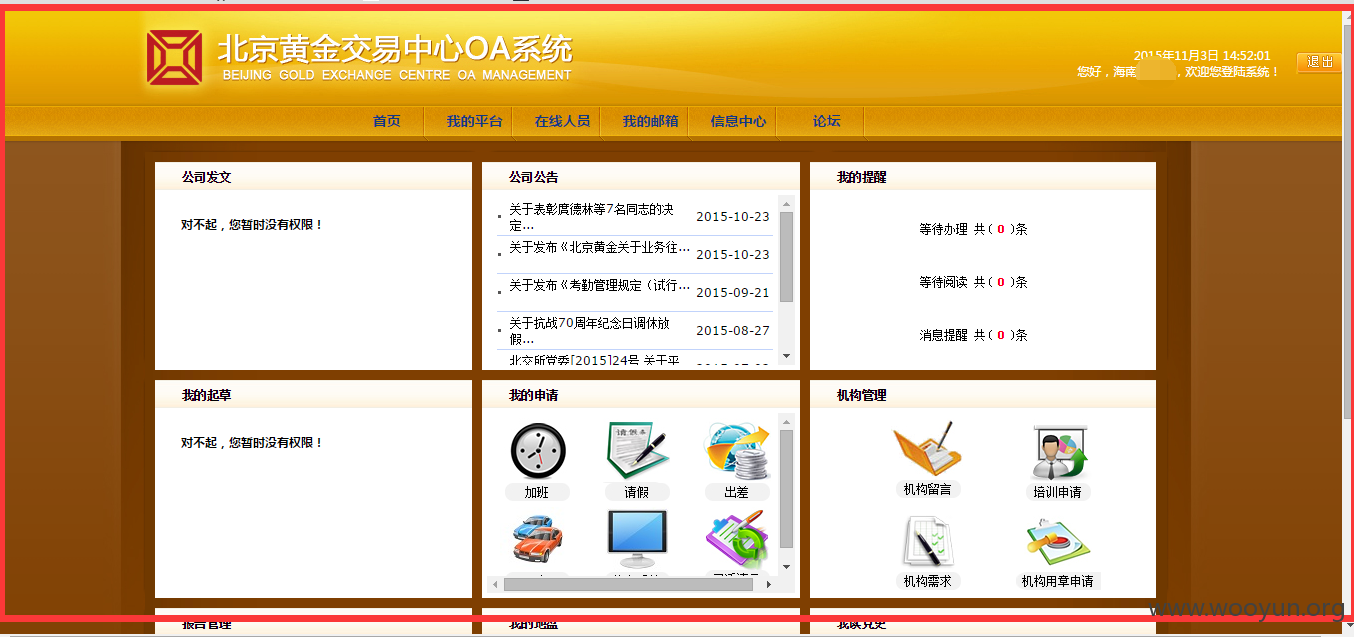 北京黄金交易中心OA系统
BEIJING GOLD EXCHANGE CENTRE OA MANAGEMENT
2015年11月3日 14:52:01
您好，海南，欢迎您登陆系统！
退出
首页 我的平台 在线人员 我的邮箱 信息中心 论坛
公司发文
对不起，您暂时没有权限！
公司公告
关于表彰庹德林等7名同志的决
定... 2015-10-23
关于发布《北京黄金关于业务往... 2015-10-23
关于发布《考勤管理规定（试行... 2015-09-21
关于抗战70周年纪念日调休放
假... 2015-08-27
北交所党委[2015]24号 关于平
我的提醒
等待办理 共( 0 )条
等待阅读 共( 0 )条
消息提醒 共( 0 )条
我的起草
对不起，您暂时没有权限！
我的申请
加班 请假 出差
机构管理
机构留言 培训申请
机构需求 机构用章申请
报告管理 我的地盘
www.wooyun.org